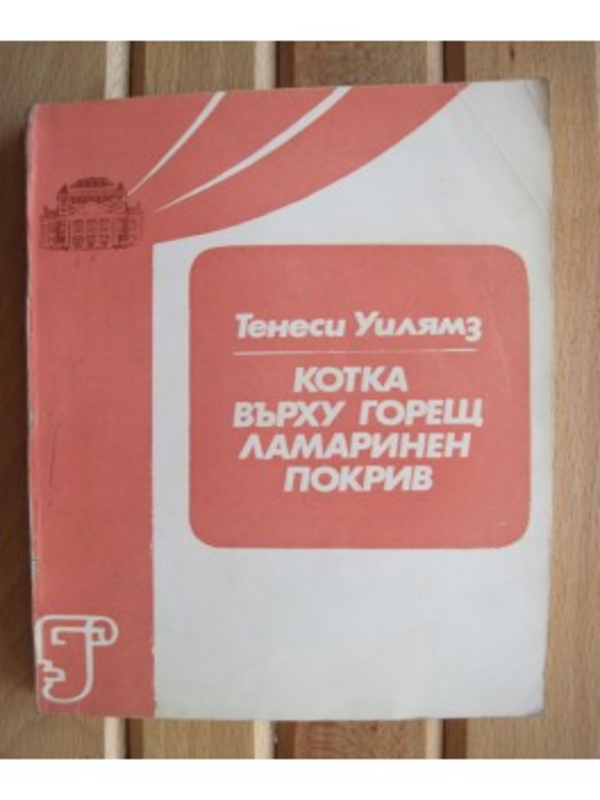 Тенеси Уилямз
КОТКА
ВЪРХУ ГОРЕЩ
ЛАМАРИНЕН
ПОКРИВ